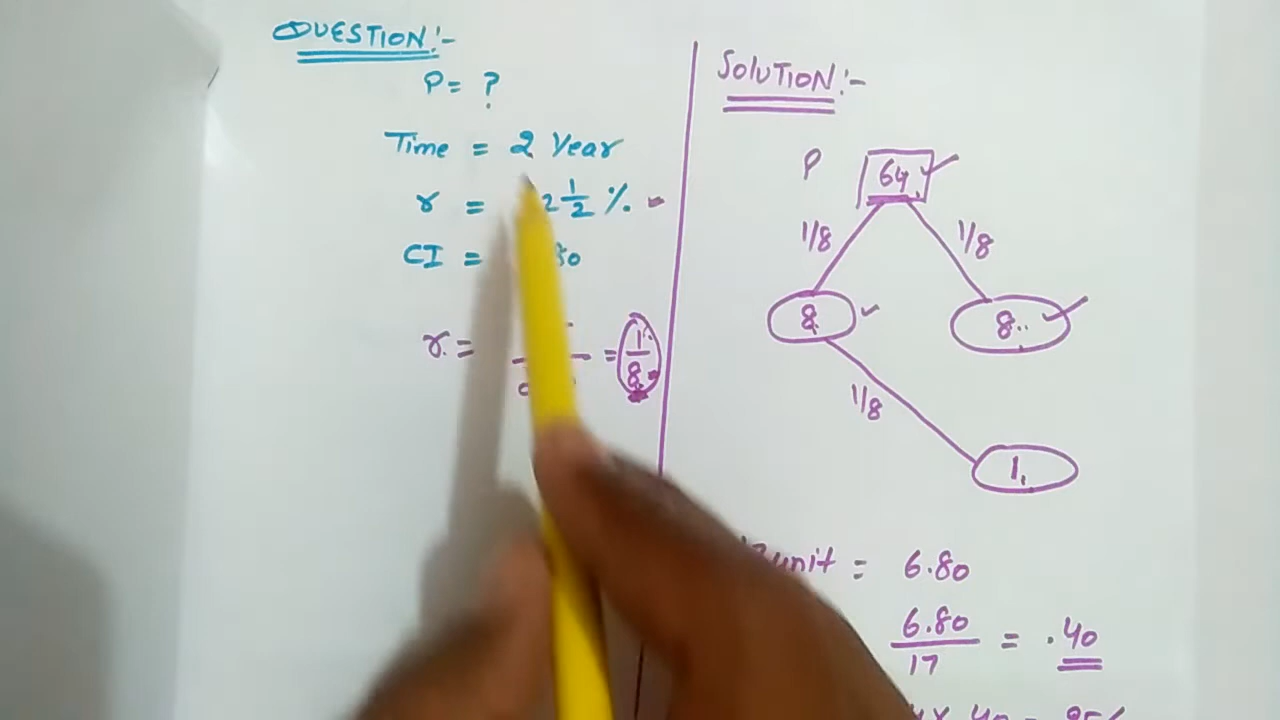 QUESTION:-
P = ?
Time = 2 Year
r = 2 1/2 %
CI = 80
r = = 1/8
SOLUTION:-
P 64
1/8 1/8
8 8
1/8
1
unit = 6.80
6.80/17 = .40